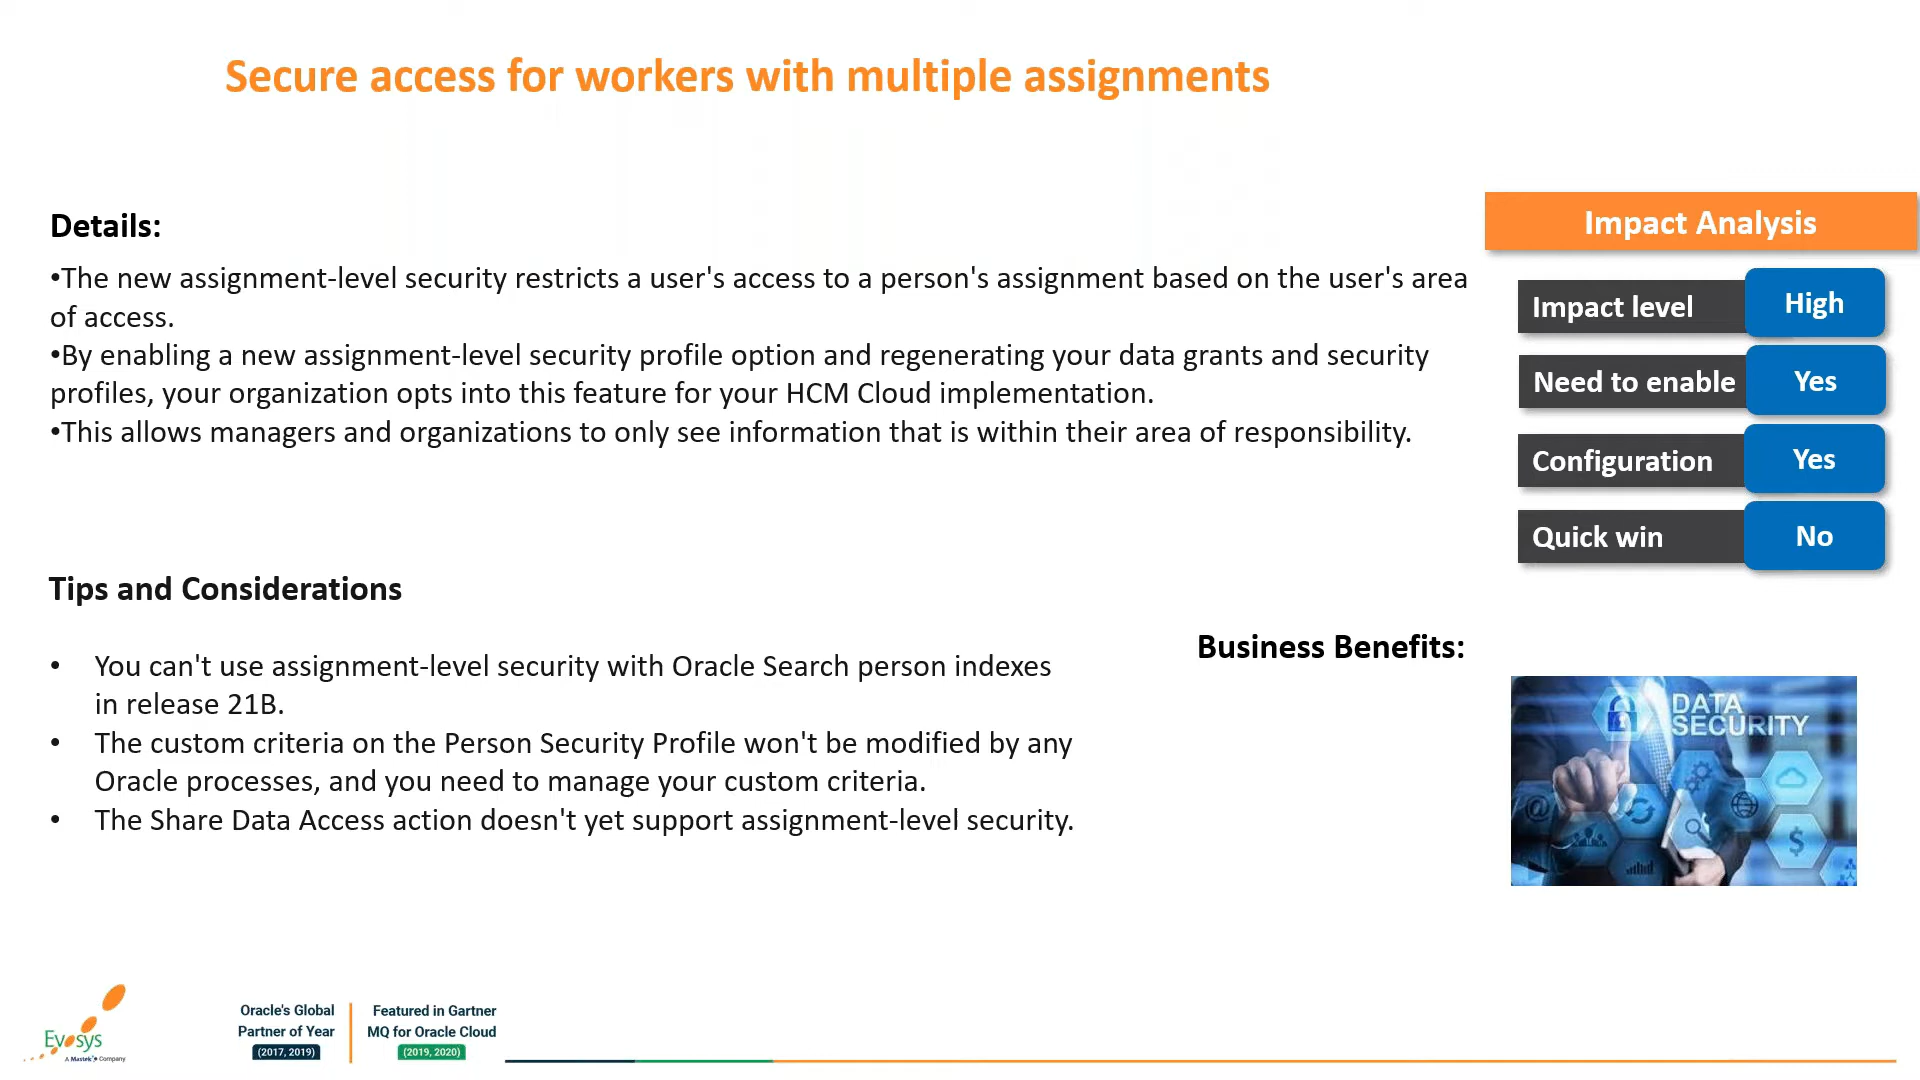 Secure access for workers with multiple assignments
Details:
•The new assignment-level security restricts a user's access to a person's assignment based on the user's area
of access.
•By enabling a new assignment-level security profile option and regenerating your data grants and security
profiles, your organization opts into this feature for your HCM Cloud implementation.
•This allows managers and organizations to only see information that is within their area of responsibility.
Impact Analysis
Impact level High
Need to enable Yes
Configuration Yes
Quick win No
Tips and Considerations
• You can't use assignment-level security with Oracle Search person indexes
in release 21B.
• The custom criteria on the Person Security Profile won't be modified by any
Oracle processes, and you need to manage your custom criteria.
• The Share Data Access action doesn't yet support assignment-level security.
Business Benefits:
DATA
SECURITY
Evosys
A Mastek Company
Oracle's Global
Partner of Year
(2017, 2019)
Featured in Gartner
MQ for Oracle Cloud
(2019, 2020)